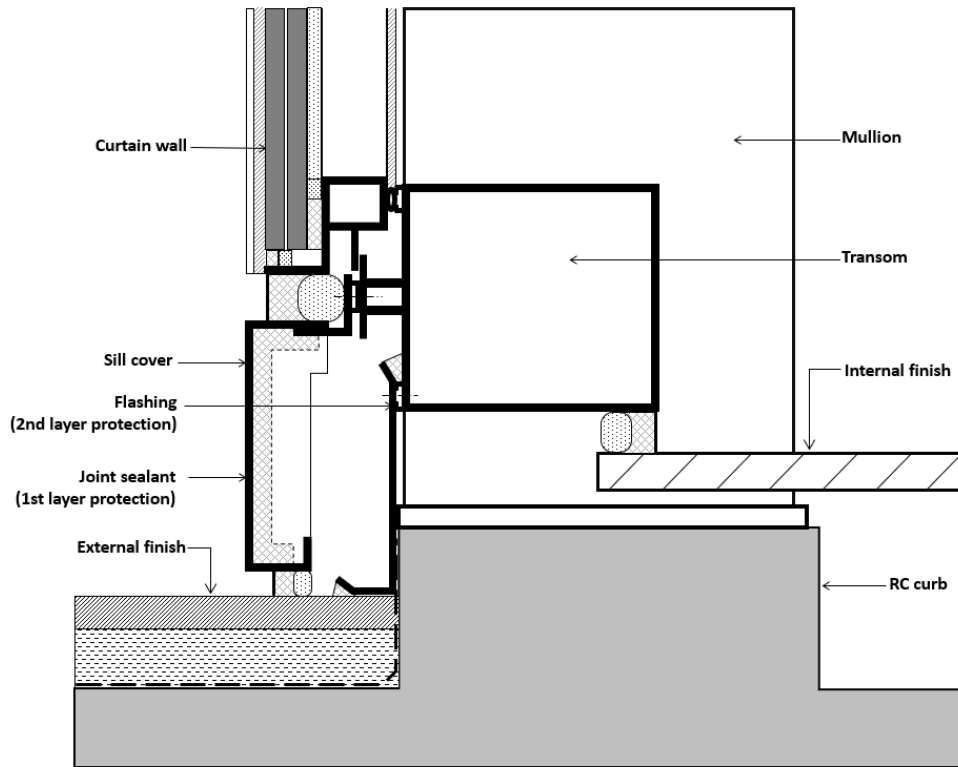 Curtain wall
Mullion
Transom
Sill cover
Internal finish
Flashing
(2nd layer protection)
Joint sealant
(1st layer protection)
External finish
RC curb